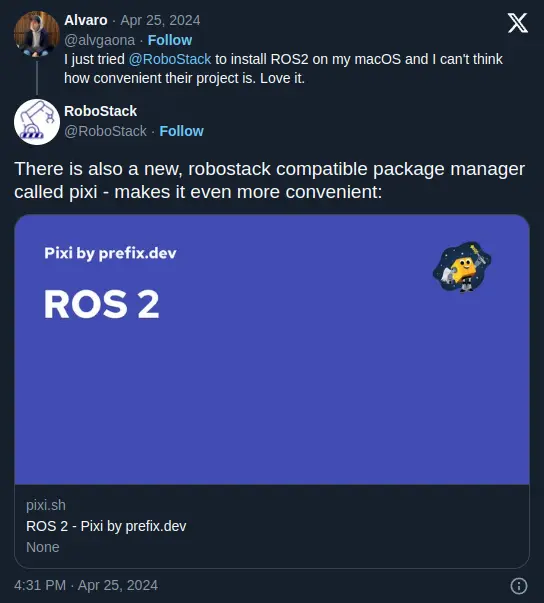 Alvaro · Apr 25, 2024
@alvgaona · Follow
I just tried @RoboStack to install ROS2 on my macOS and I can't think
how convenient their project is. Love it.
RoboStack
@RoboStack · Follow
There is also a new, robostack compatible package manager
called pixi - makes it even more convenient:
Pixi by prefix.dev
ROS 2
pixi.sh
ROS 2 - Pixi by prefix.dev
None
4:31 PM · Apr 25, 2024